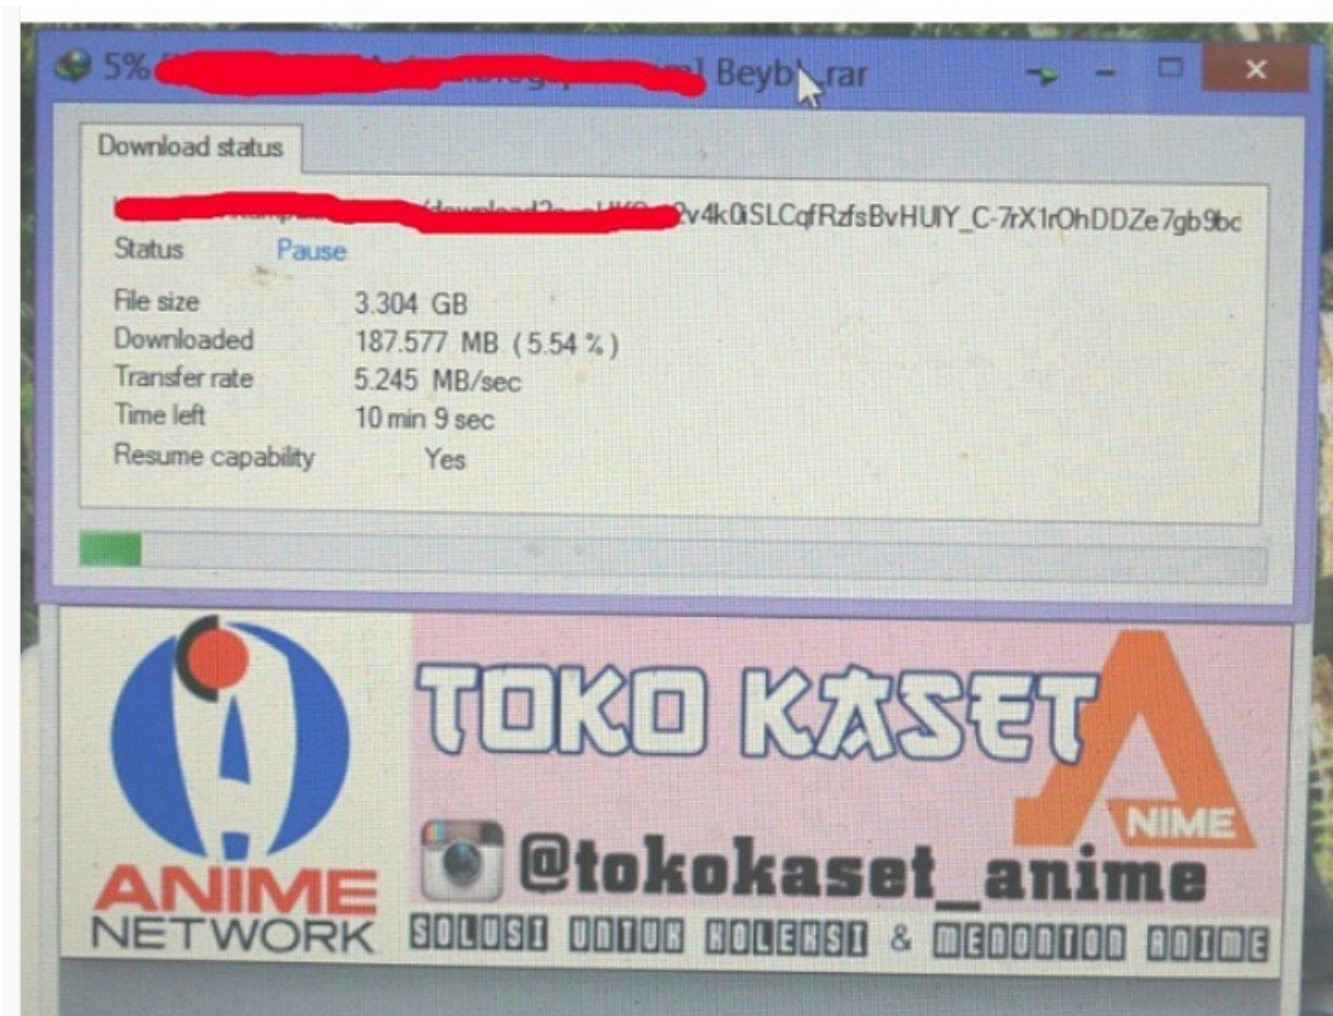 5% Beyb .rar
Download status
2v4k0iSLCqfRzfsBvHUIY_C-7rX1rOhDDZe7gb9bc
Status Pause
File size 3.304 GB
Downloaded 187.577 MB ( 5.54 % )
Transfer rate 5.245 MB/sec
Time left 10 min 9 sec
Resume capability Yes
TOKO KASET
ANIME
@tokokaset_anime
ANIME
NETWORK
SOLUSI UNTUK KOLEKSI & MENONTON ANIME